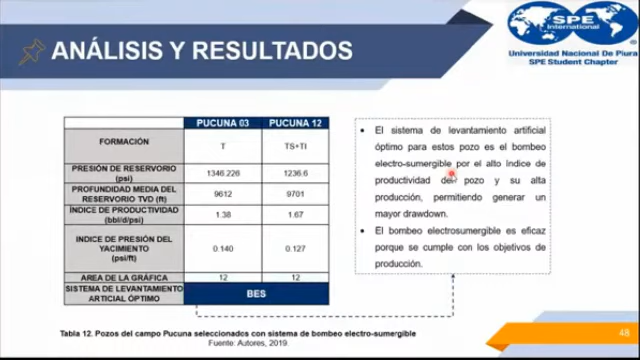 ANÁLISIS Y RESULTADOS
SPE
International
Universidad Nacional De Piura
SPE Student Chapter
PUCUNA 03 PUCUNA 12
FORMACIÓN T TS+TI
PRESIÓN DE RESERVORIO (psi) 1346.226 1236.6
PROFUNDIDAD MEDIA DEL RESERVORIO TVD (ft) 9612 9701
ÍNDICE DE PRODUCTIVIDAD (bbl/d/psi) 1.38 1.67
INDICE DE PRESIÓN DEL YACIMIENTO (psi/ft) 0.140 0.127
AREA DE LA GRÁFICA 12 12
SISTEMA DE LEVANTAMIENTO ARTICIAL ÓPTIMO BES
• El sistema de levantamiento artificial
óptimo para estos pozo es el bombeo
electro-sumergible por el alto índice de
productividad del pozo y su alta
producción, permitiendo generar un
mayor drawdown.
• El bombeo electrosumergible es eficaz
porque se cumple con los objetivos de
producción.
Tabla 12. Pozos del campo Pucuna seleccionados con sistema de bombeo electro-sumergible
Fuente: Autores, 2019.
48